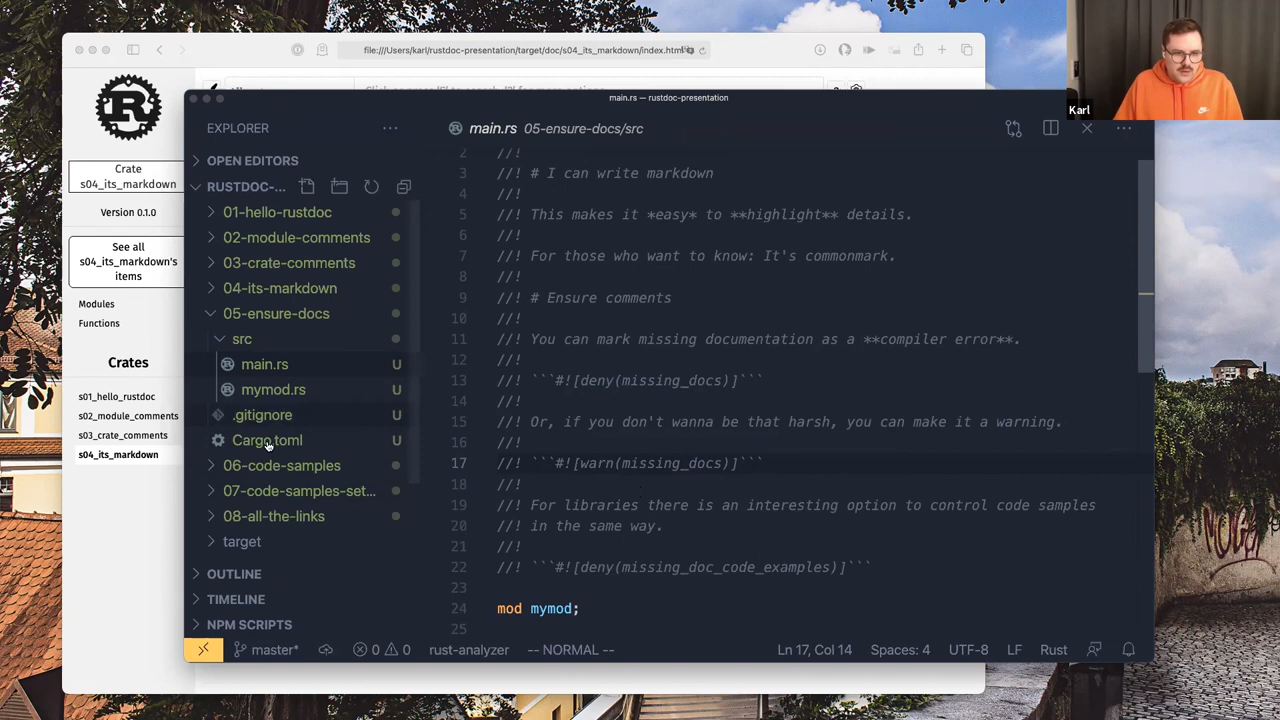 file:///Users/karl/rustdoc-presentation/target/doc/s04_its_markdown/index.html
Karl
R
Crate
s04_its_markdown
Version 0.1.0
See all
s04_its_markdown's
items
Modules
Functions
Crates
s01_hello_rustdoc
s02_module_comments
s03_crate_comments
s04_its_markdown
main.rs — rustdoc-presentation
EXPLORER
OPEN EDITORS
RUSTDOC-...
01-hello-rustdoc
02-module-comments
03-crate-comments
04-its-markdown
05-ensure-docs
src
main.rs U
mymod.rs U
.gitignore U
Cargo.toml U
06-code-samples
07-code-samples-set...
08-all-the-links
target
OUTLINE
TIMELINE
NPM SCRIPTS
main.rs 05-ensure-docs/src
2 //!
3 //! # I can write markdown
4 //!
5 //! This makes it *easy* to **highlight** details.
6 //!
7 //! For those who want to know: It's commonmark.
8 //!
9 //! # Ensure comments
10 //!
11 //! You can mark missing documentation as a **compiler error**.
12 //!
13 //! ```#![deny(missing_docs)]```
14 //!
15 //! Or, if you don't wanna be that harsh, you can make it a warning.
16 //!
17 //! ```#![warn(missing_docs)]```
18 //!
19 //! For libraries there is an interesting option to control code samples
20 //! in the same way.
21 //!
22 //! ```#![deny(missing_doc_code_examples)]```
23
24 mod mymod;
25
master* 0 0 rust-analyzer -- NORMAL -- Ln 17, Col 14 Spaces: 4 UTF-8 LF Rust